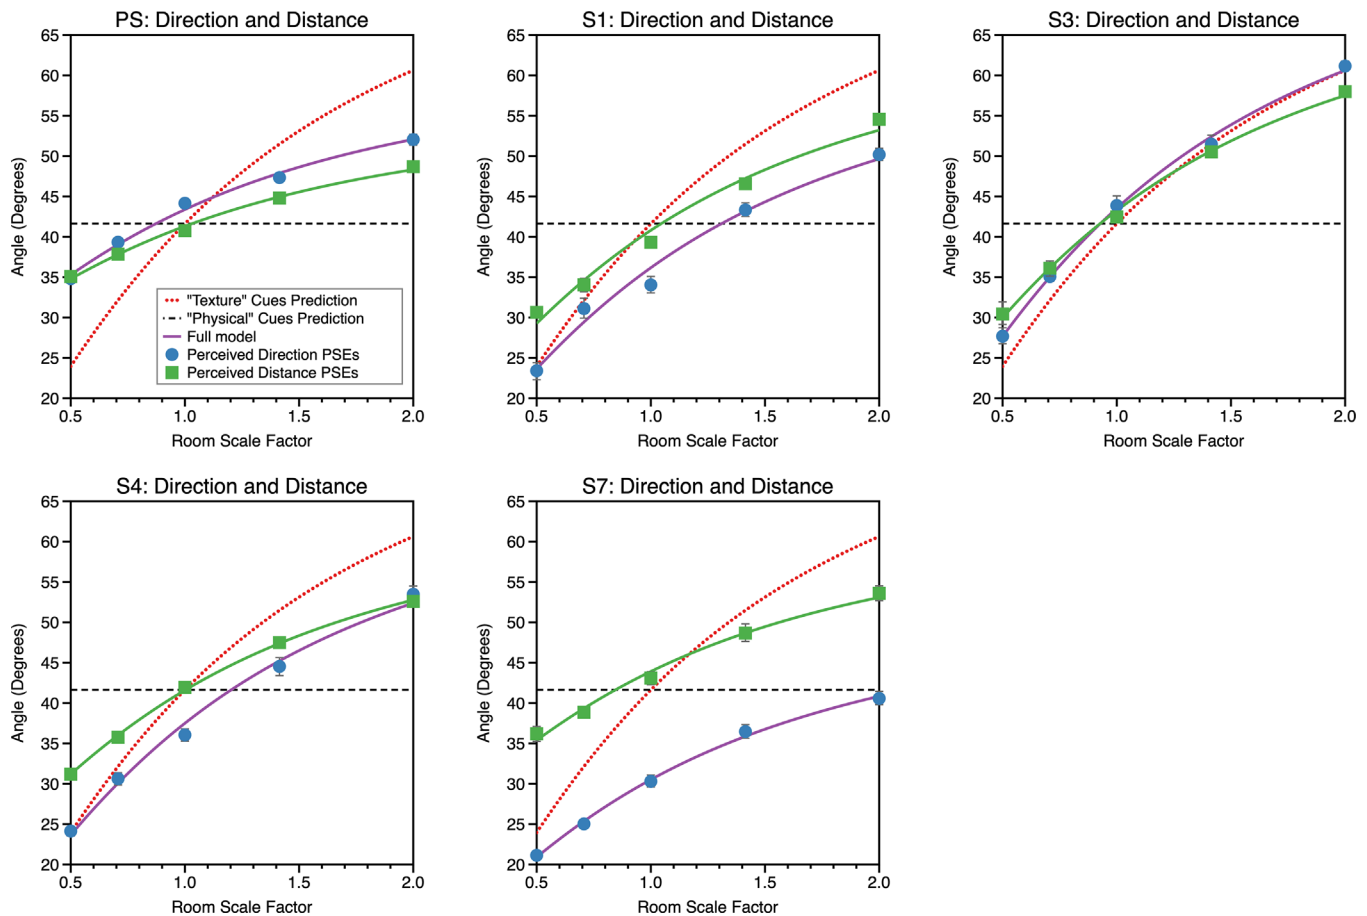 PS: Direction and Distance
65
60
55
50
45
40
35
30
25
20
Angle (Degrees)
"Texture" Cues Prediction
"Physical" Cues Prediction
Full model
Perceived Direction PSEs
Perceived Distance PSEs
0.5 1.0 1.5 2.0
Room Scale Factor
S1: Direction and Distance
65
60
55
50
45
40
35
30
25
20
Angle (Degrees)
0.5 1.0 1.5 2.0
Room Scale Factor
S3: Direction and Distance
65
60
55
50
45
40
35
30
25
20
Angle (Degrees)
0.5 1.0 1.5 2.0
Room Scale Factor
S4: Direction and Distance
65
60
55
50
45
40
35
30
25
20
Angle (Degrees)
0.5 1.0 1.5 2.0
Room Scale Factor
S7: Direction and Distance
65
60
55
50
45
40
35
30
25
20
Angle (Degrees)
0.5 1.0 1.5 2.0
Room Scale Factor